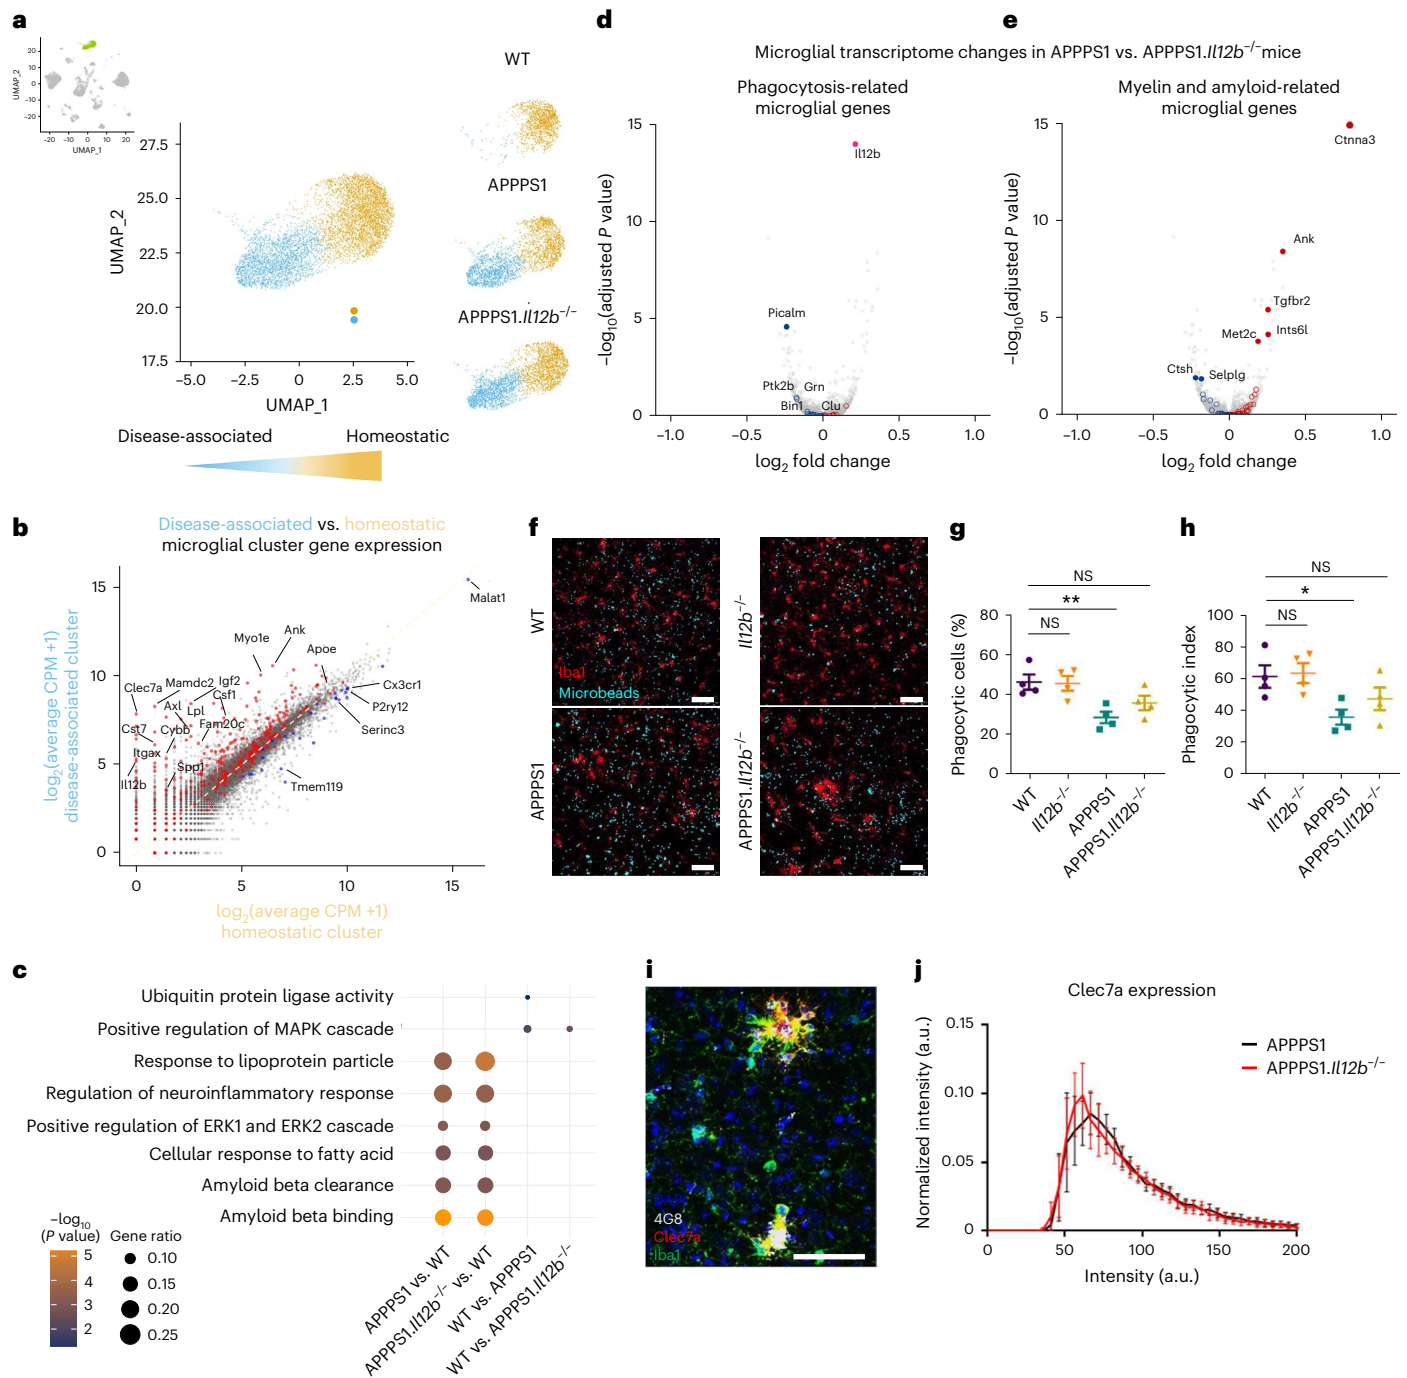 a
20
10
0
−10
−20
UMAP_2
−20
−10
0
10
20
UMAP_1
WT
APPPS1
APPPS1.Il12b−/−
27.5
25.0
22.5
20.0
17.5
UMAP_2
−5.0
−2.5
0
2.5
5.0
UMAP_1
Disease-associated
Homeostatic
d
e
Microglial transcriptome changes in APPPS1 vs. APPPS1.Il12b−/− mice
Phagocytosis-related
microglial genes
15
10
5
0
−log10(adjusted P value)
Il12b
Picalm
Ptk2b
Grn
Bin1
Clu
−1.0
−0.5
0
0.5
1.0
log2 fold change
Myelin and amyloid-related
microglial genes
15
10
5
0
−log10(adjusted P value)
Ctnna3
Ank
Tgfbr2
Ints6l
Met2c
Ctsh
Selplg
−1.0
−0.5
0
0.5
1.0
log2 fold change
b
Disease-associated vs. homeostatic
microglial cluster gene expression
log2(average CPM +1)
disease-associated cluster
15
10
5
0
Malat1
Ank
Myo1e
Apoe
Igf2
Mamdc2
Clec7a
Csf1
Cx3cr1
Axl
Lpl
P2ry12
Cst7
Cybb
Fam20c
Serinc3
Itgax
Spp1
Il12b
Tmem119
0
5
10
15
log2(average CPM +1)
homeostatic cluster
f
WT
Iba1
Microbeads
Il12b−/−
APPPS1
APPPS1.Il12b−/−
g
NS
**
NS
Phagocytic cells (%)
80
60
40
20
0
WT
Il12b−/−
APPPS1
APPPS1.Il12b−/−
h
NS
*
NS
Phagocytic index
100
80
60
40
20
0
WT
Il12b−/−
APPPS1
APPPS1.Il12b−/−
c
Ubiquitin protein ligase activity
Positive regulation of MAPK cascade
Response to lipoprotein particle
Regulation of neuroinflammatory response
Positive regulation of ERK1 and ERK2 cascade
Cellular response to fatty acid
Amyloid beta clearance
Amyloid beta binding
APPPS1 vs. WT
APPPS1.Il12b−/− vs. WT
WT vs. APPPS1
WT vs. APPPS1.Il12b−/−
−log10
(P value)
5
4
3
2
Gene ratio
0.10
0.15
0.20
0.25
i
DAPI
4G8
Clec7a
Iba1
j
Clec7a expression
Normalized intensity (a.u.)
0.15
0.10
0.05
0
APPPS1
APPPS1.Il12b−/−
0
50
100
150
200
Intensity (a.u.)